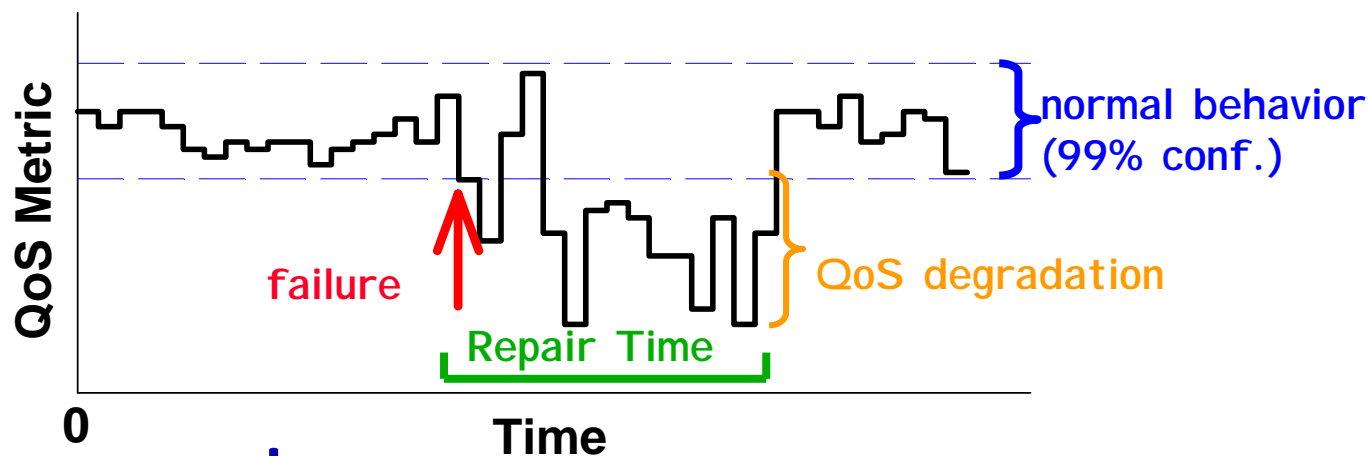 QoS Metric
normal behavior
(99% conf.)
failure
QoS degradation
Repair Time
0
Time